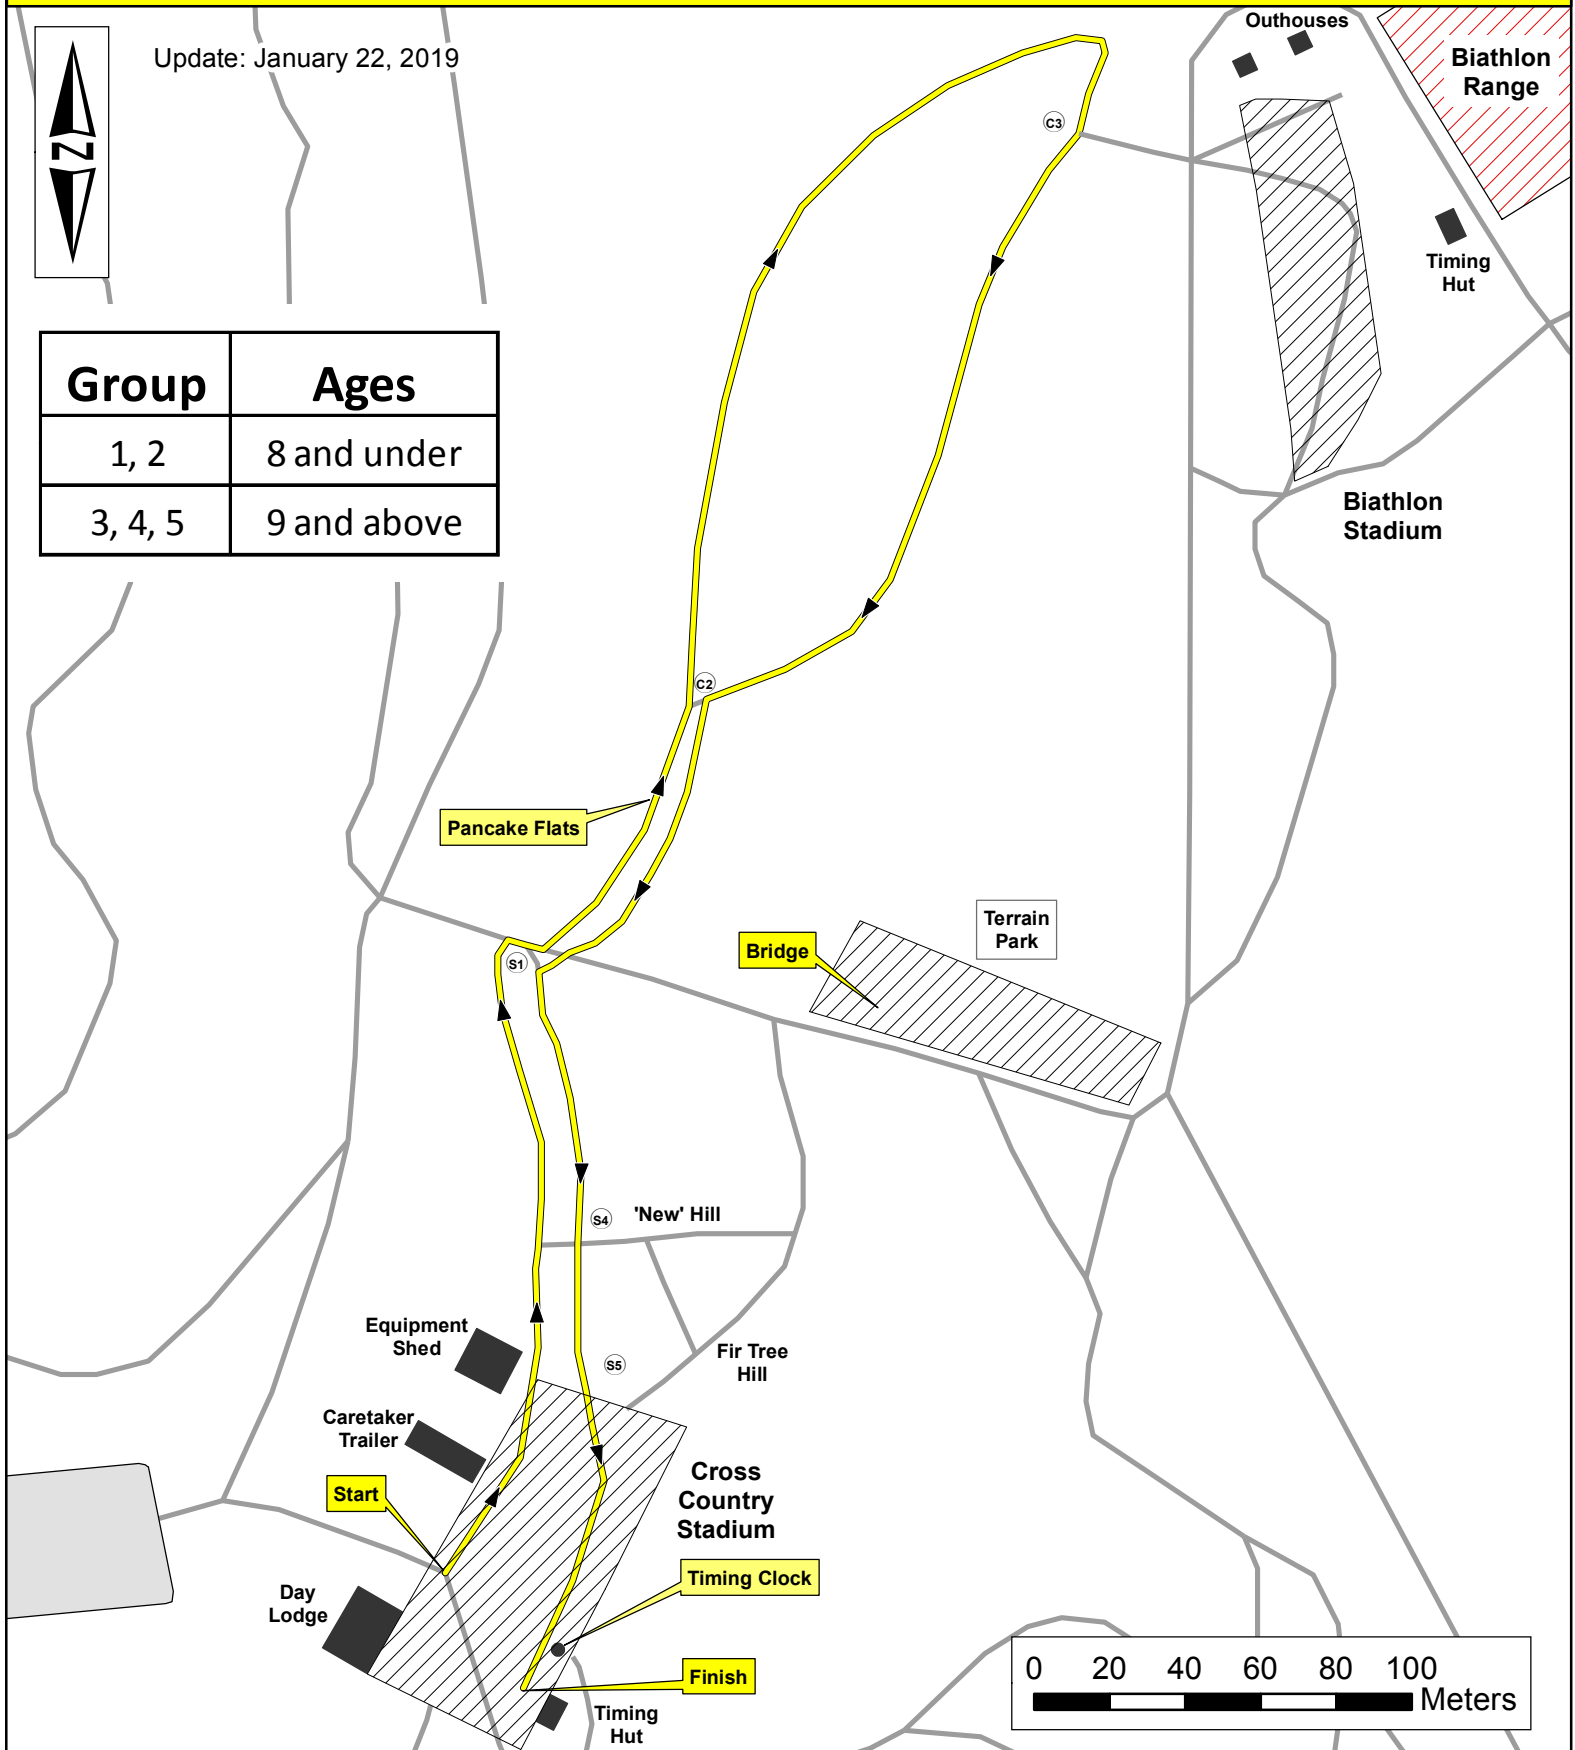 Outhouses
Biathlon
Range
Update: January 22, 2019
N
C3
Timing
Hut
Group Ages
1, 2 8 and under
3, 4, 5 9 and above
Biathlon
Stadium
C2
Pancake Flats
Terrain
Park
Bridge
S1
S4 'New' Hill
Equipment
Shed
Fir Tree
Hill
S5
Caretaker
Trailer
Cross
Country
Stadium
Start
Timing Clock
Day
Lodge
Finish
Timing
Hut
0 20 40 60 80 100
Meters